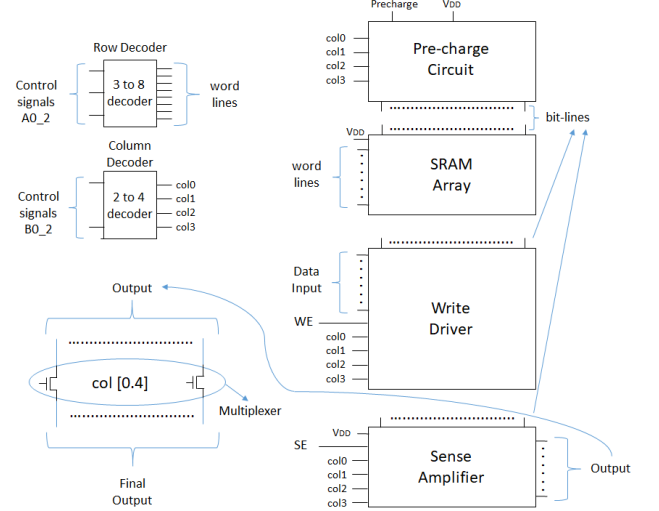 Row Decoder
Control
signals
A0_2
3 to 8
decoder
word
lines
Column
Decoder
Control
signals
B0_2
2 to 4
decoder
col0
col1
col2
col3
Output
col [0.4]
Multiplexer
Final
Output
Precharge
VDD
col0
col1
col2
col3
Pre-charge
Circuit
bit-lines
VDD
word
lines
SRAM
Array
Data
Input
WE
col0
col1
col2
col3
Write
Driver
VDD
SE
col0
col1
col2
col3
Sense
Amplifier
Output